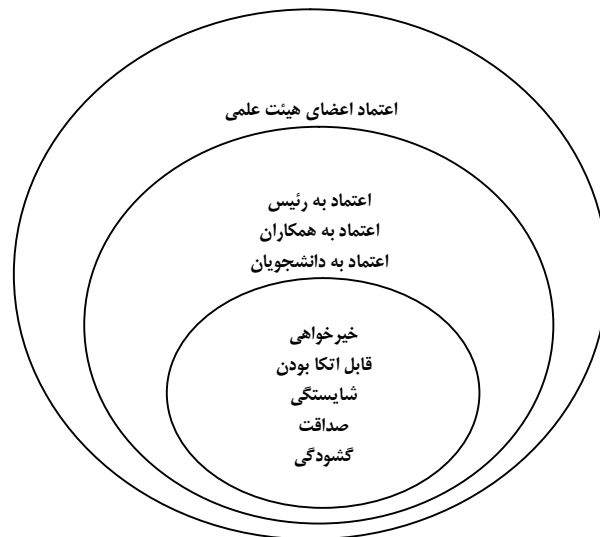 اعتماد اعضای هیئت علمی
اعتماد به رئیس
اعتماد به همکاران
اعتماد به دانشجویان
خیرخواهی
قابل اتکا بودن
شایستگی
صداقت
گشودگی